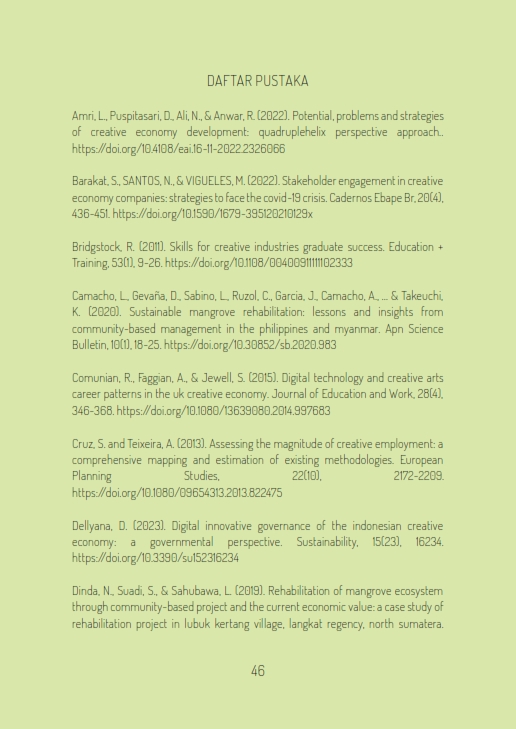 DAFTAR PUSTAKA
Amri, L., Puspitasari, D., Ali, N., & Anwar, R. (2022). Potential, problems and strategies
of creative economy development: quadruplehelix perspective approach..
https://doi.org/10.4108/eai.16-11-2022.2326066
Barakat, S., SANTOS, N., & VIGUELES, M. (2022). Stakeholder engagement in creative
economy companies: strategies to face the covid-19 crisis. Cadernos Ebape Br, 20(4),
436-451. https://doi.org/10.1590/1679-395120210129x
Bridgstock, R. (2011). Skills for creative industries graduate success. Education +
Training, 53(1), 9-26. https://doi.org/10.1108/00400911111102333
Camacho, L., Gevaña, D., Sabino, L., Ruzol, C., Garcia, J., Camacho, A., … & Takeuchi,
K. (2020). Sustainable mangrove rehabilitation: lessons and insights from
community-based management in the philippines and myanmar. Apn Science
Bulletin, 10(1), 18-25. https://doi.org/10.30852/sb.2020.983
Comunian, R., Faggian, A., & Jewell, S. (2015). Digital technology and creative arts
career patterns in the uk creative economy. Journal of Education and Work, 28(4),
346-368. https://doi.org/10.1080/13639080.2014.997683
Cruz, S. and Teixeira, A. (2013). Assessing the magnitude of creative employment: a
comprehensive mapping and estimation of existing methodologies. European
Planning Studies, 22(10), 2172-2209.
https://doi.org/10.1080/09654313.2013.822475
Dellyana, D. (2023). Digital innovative governance of the indonesian creative
economy: a governmental perspective. Sustainability, 15(23), 16234.
https://doi.org/10.3390/su152316234
Dinda, N., Suadi, S., & Sahubawa, L. (2019). Rehabilitation of mangrove ecosystem
through community-based project and the current economic value: a case study of
rehabilitation project in lubuk kertang village, langkat regency, north sumatera.
46